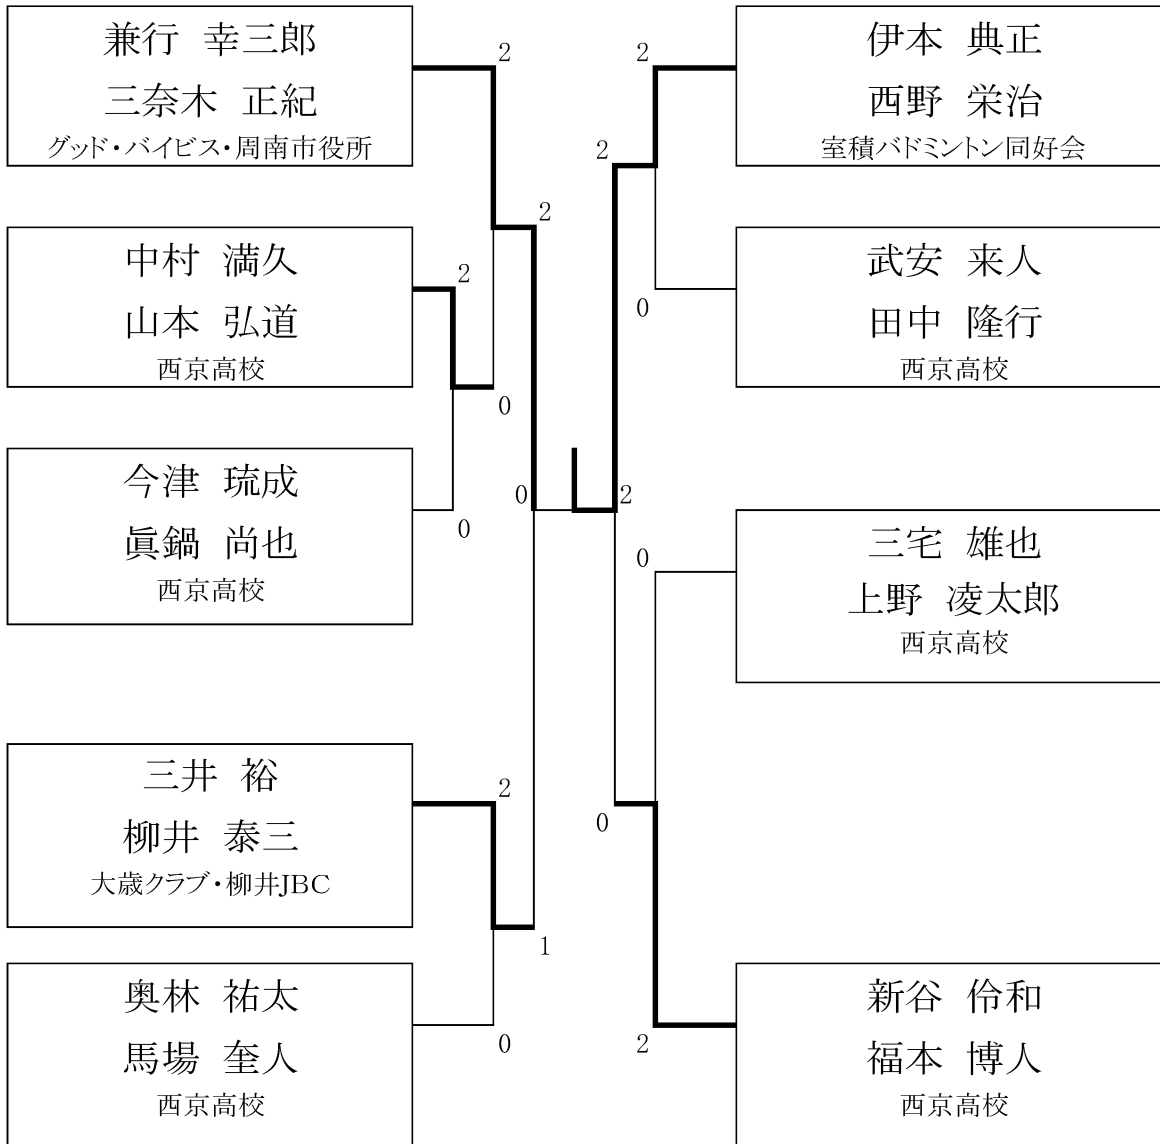 兼行 幸三郎
三奈木 正紀
グッド・バイビス・周南市役所
中村 満久
山本 弘道
西京高校
今津 琉成
眞鍋 尚也
西京高校
三井 裕
柳井 泰三
大歳クラブ・柳井JBC
奥林 祐太
馬場 奎人
西京高校
2
2
2
0
0
0
2
1
0
2
2
0
2
0
0
2
伊本 典正
西野 栄治
室積バドミントン同好会
武安 来人
田中 隆行
西京高校
三宅 雄也
上野 凌太郎
西京高校
新谷 伶和
福本 博人
西京高校